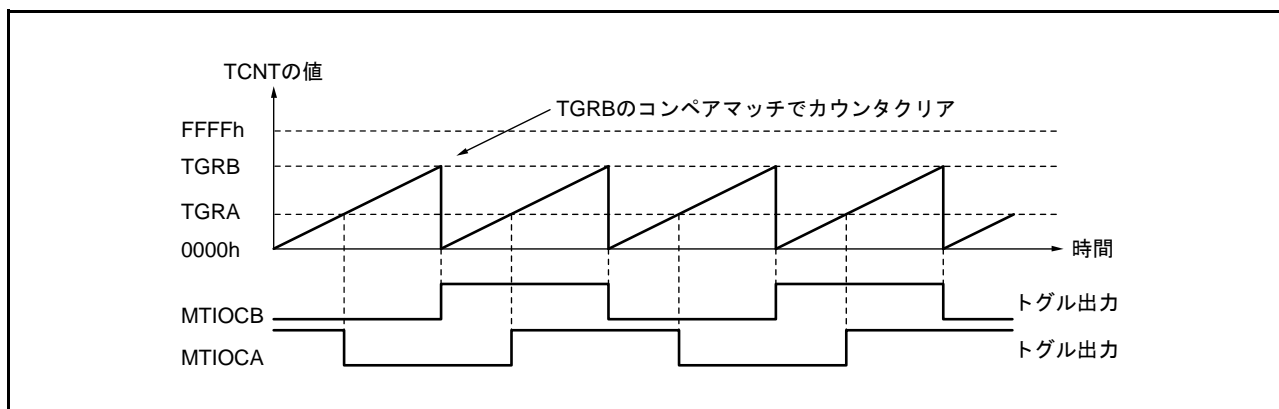 TCNTの値
TGRBのコンペアマッチでカウンタクリア
FFFFh
TGRB
TGRA
0000h
時間
MTIOCB
トグル出力
MTIOCA
トグル出力